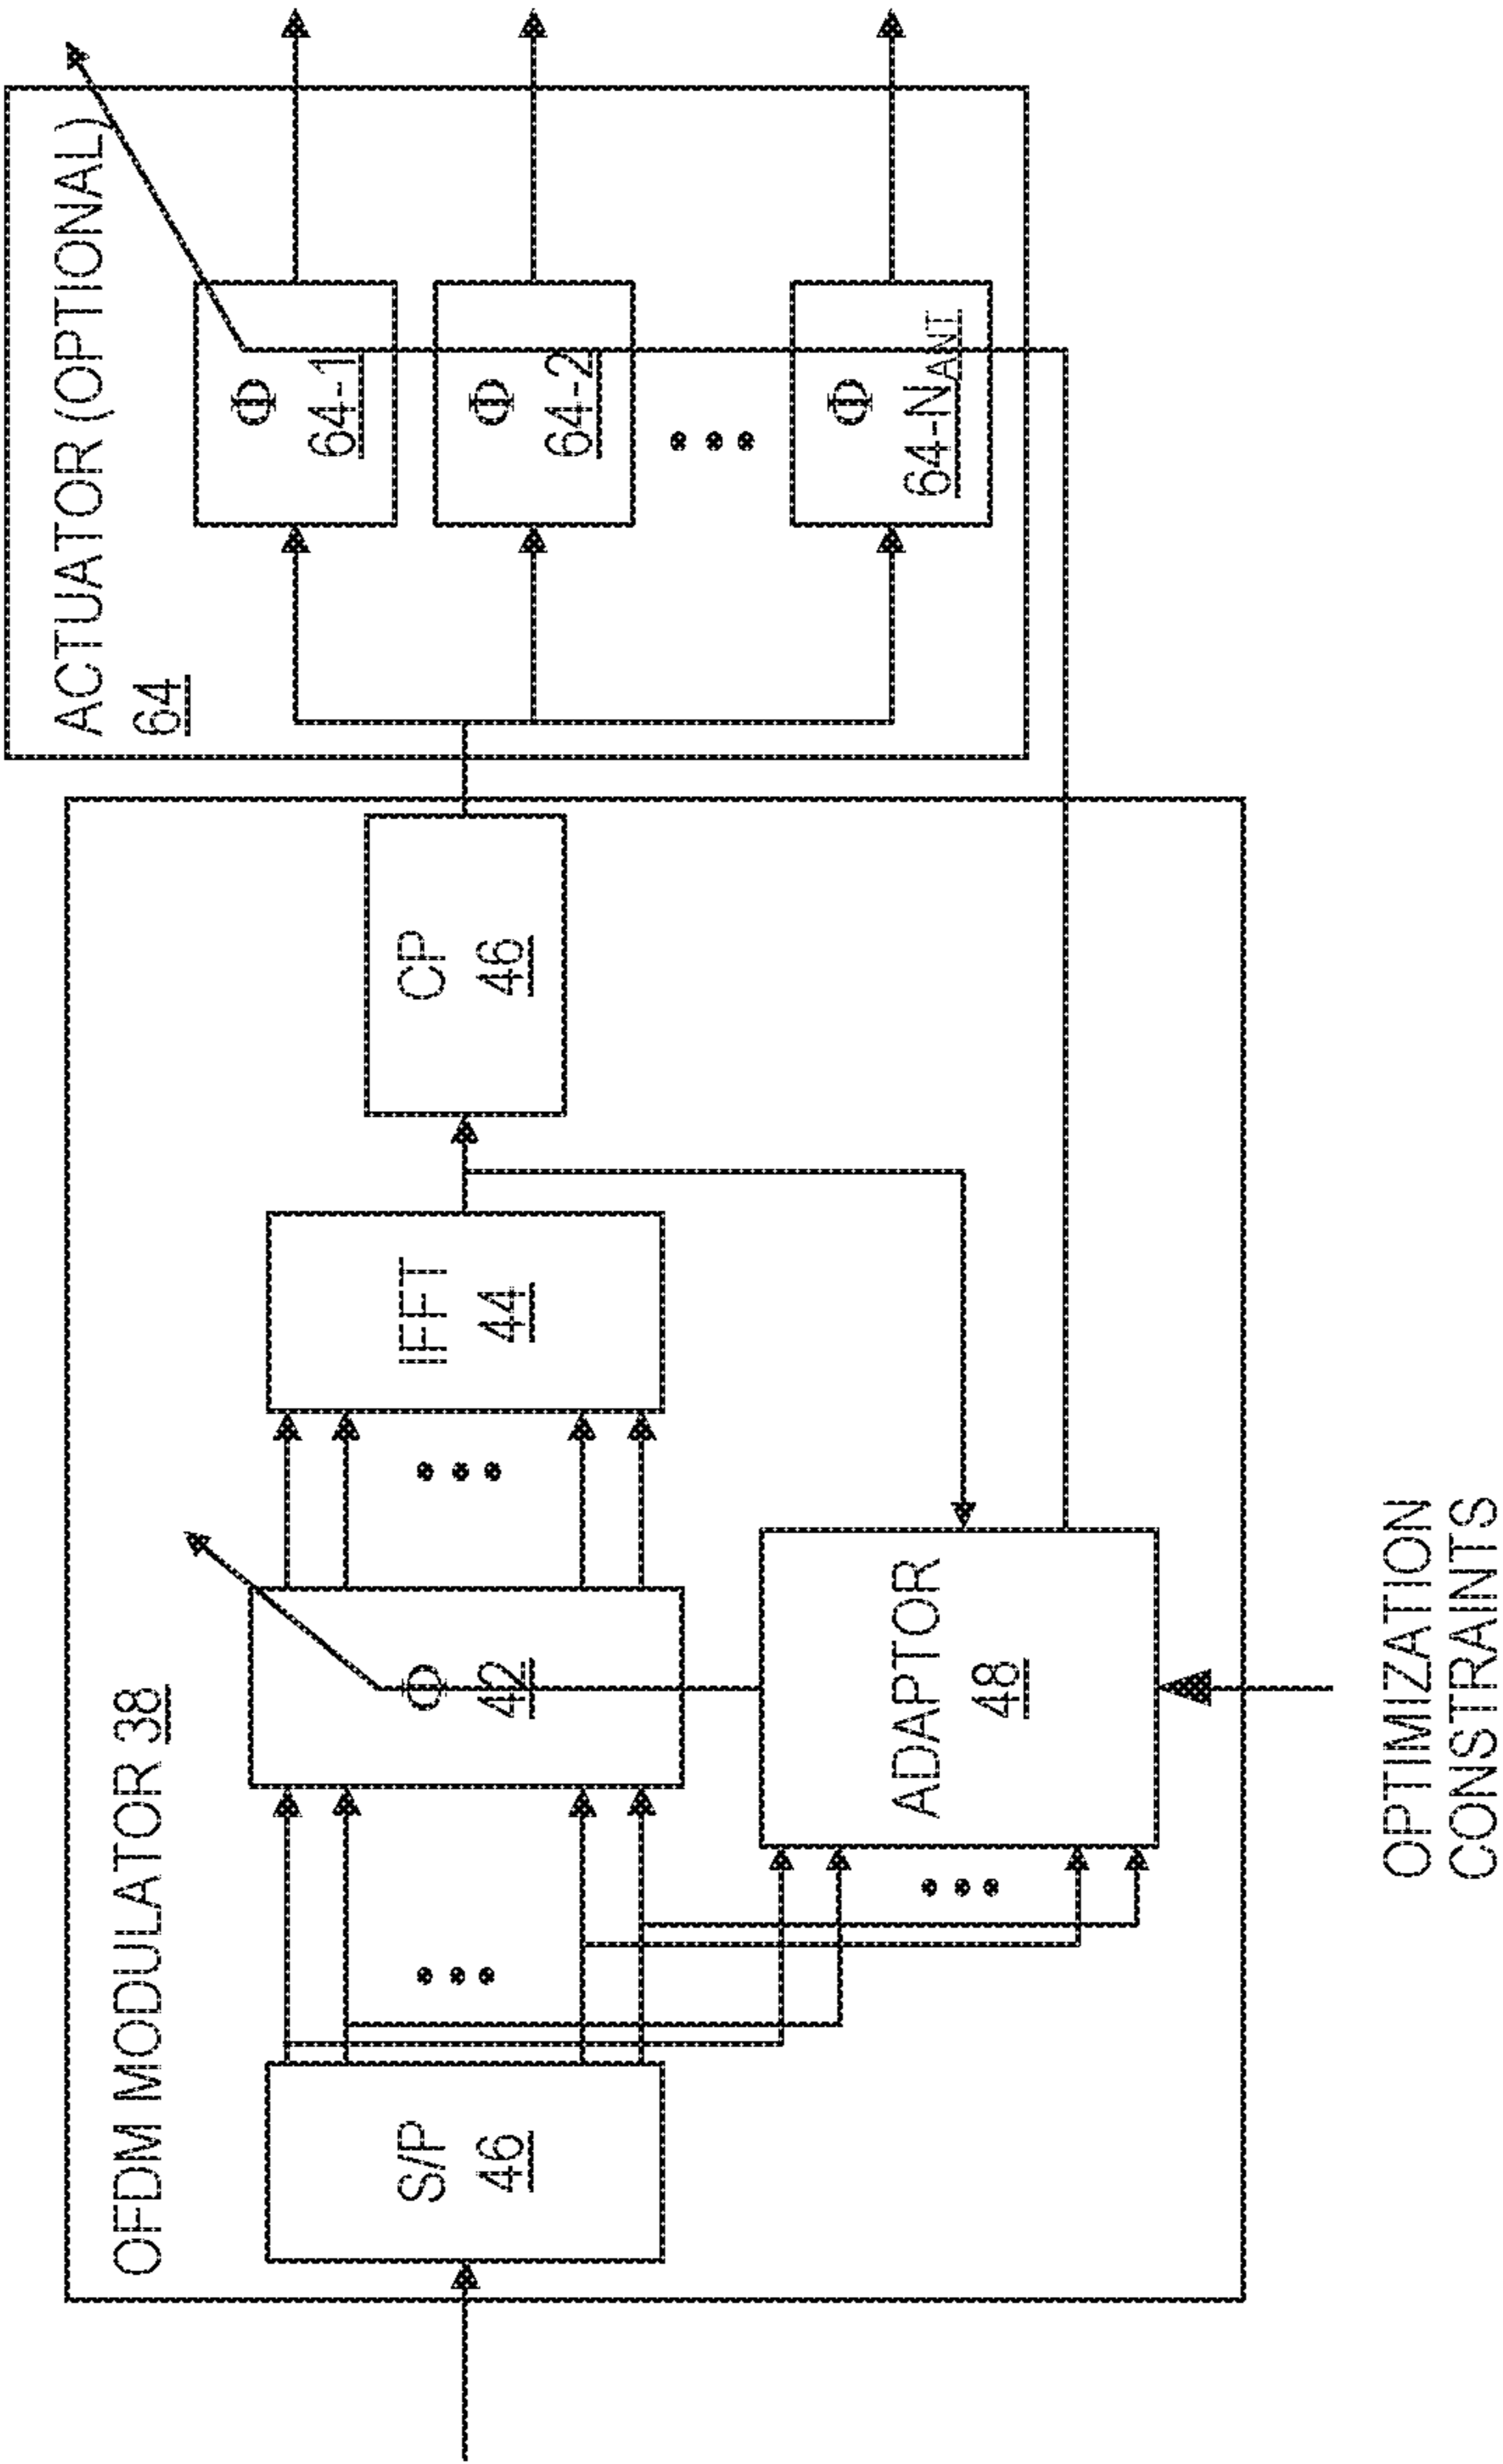 OFDM MODULATOR 38
S/P
46
Φ
42
IFFT
44
CP
46
ADAPTOR
48
OPTIMIZATION
CONSTRAINTS
ACTUATOR (OPTIONAL)
64
Φ
64-1
Φ
64-2
Φ
64-NANT